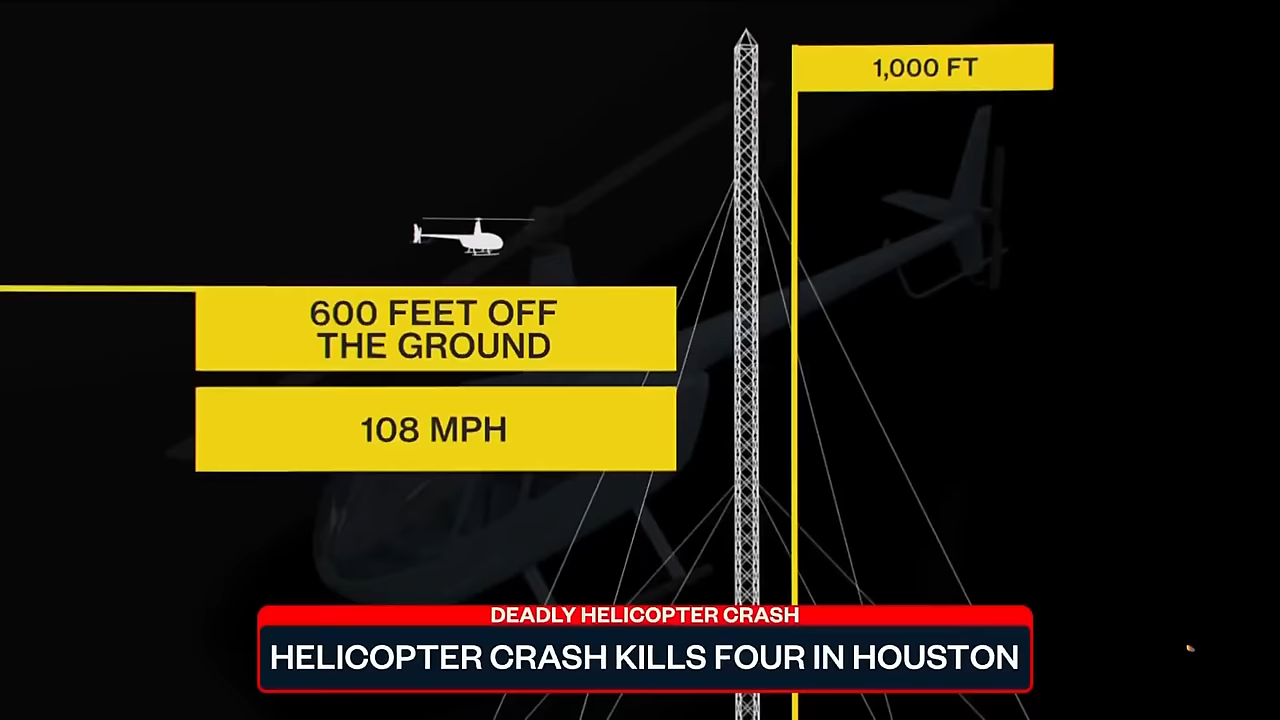 1,000 FT
600 FEET OFF
THE GROUND
108 MPH
DEADLY HELICOPTER CRASH
HELICOPTER CRASH KILLS FOUR IN HOUSTON